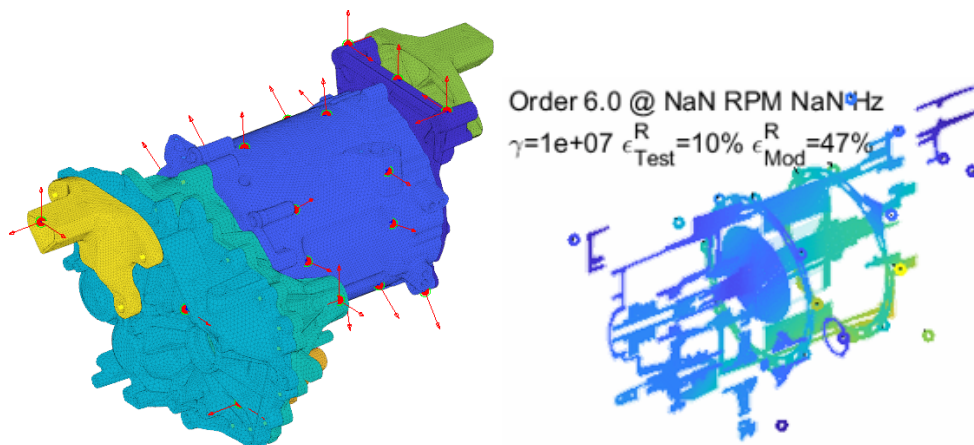 Order 6.0 @ NaN RPM NaN Hz
γ=1e+07 ϵ^R_Test=10% ϵ^R_Mod=47%